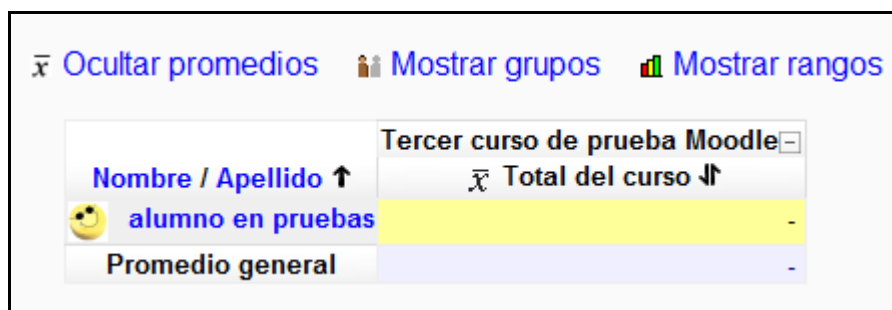 x̅ Ocultar promedios Mostrar grupos Mostrar rangos
Tercer curso de prueba Moodle
Nombre / Apellido ↑ x̅ Total del curso ↓↑
alumno en pruebas -
Promedio general -